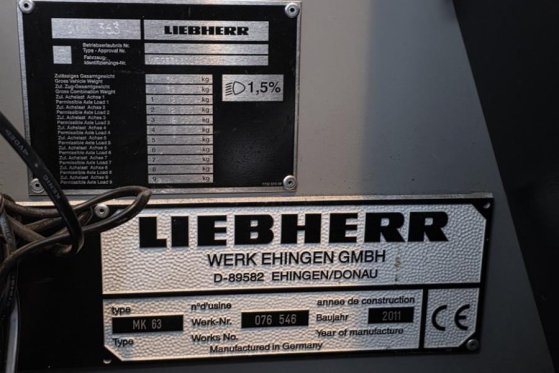 LIEBHERR
Betriebserlaubnis Nr.
Type - Approval Nr.
Fahrzeug-
Identifizierungs-Nr.
Zulässiges Gesamtgewicht kg
Gross Vehicle Weight
Zul. Zug-Gesamtgewicht kg
Gross Combination Weight
Zul. Achslast Achse 1 1 kg
Permissible Axle Load 1
Zul. Achslast Achse 2 2 kg
Permissible Axle Load 2
Zul. Achslast Achse 3 3 kg
Permissible Axle Load 3
Zul. Achslast Achse 4 4 kg
Permissible Axle Load 4
Zul. Achslast Achse 5 5 kg
Permissible Axle Load 5
Zul. Achslast Achse 6 6 kg
Permissible Axle Load 6
Zul. Achslast Achse 7 7 kg
Permissible Axle Load 7
Zul. Achslast Achse 8 8 kg
Permissible Axle Load 8
Zul. Achslast Achse 9 9 kg
Permissible Axle Load 9
1,5%
LIEBHERR
WERK EHINGEN GMBH
D-89582 EHINGEN/DONAU
type n°d'usine annee de construction
MK 63 Werk-Nr. 076 546 Baujahr 2011
Type Works No. Year of manufacture
Manufactured in Germany
CE